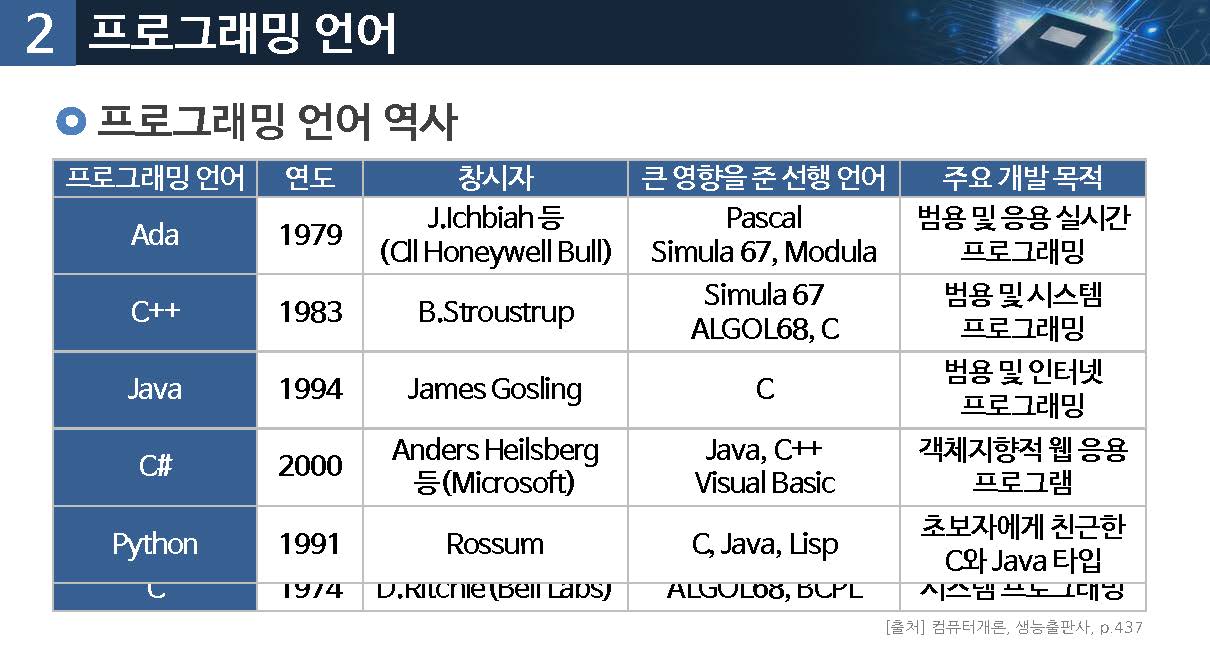 2 프로그래밍 언어
프로그래밍 언어 역사
프로그래밍 언어 연도 창시자 큰 영향을 준 선행 언어 주요 개발 목적
Ada 1979 J.Ichbiah 등 (Cll Honeywell Bull) Pascal Simula 67, Modula 범용 및 응용 실시간 프로그래밍
C++ 1983 B.Stroustrup Simula 67 ALGOL68, C 범용 및 시스템 프로그래밍
Java 1994 James Gosling C 범용 및 인터넷 프로그래밍
C# 2000 Anders Heilsberg 등(Microsoft) Java, C++ Visual Basic 객체지향적 웹 응용 프로그램
Python 1991 Rossum C, Java, Lisp 초보자에게 친근한 C와 Java 타입
C 1974 D.Ritchie (Bell Labs) ALGOL68, BCPL 시스템 프로그래밍
[출처] 컴퓨터개론, 생능출판사, p.437